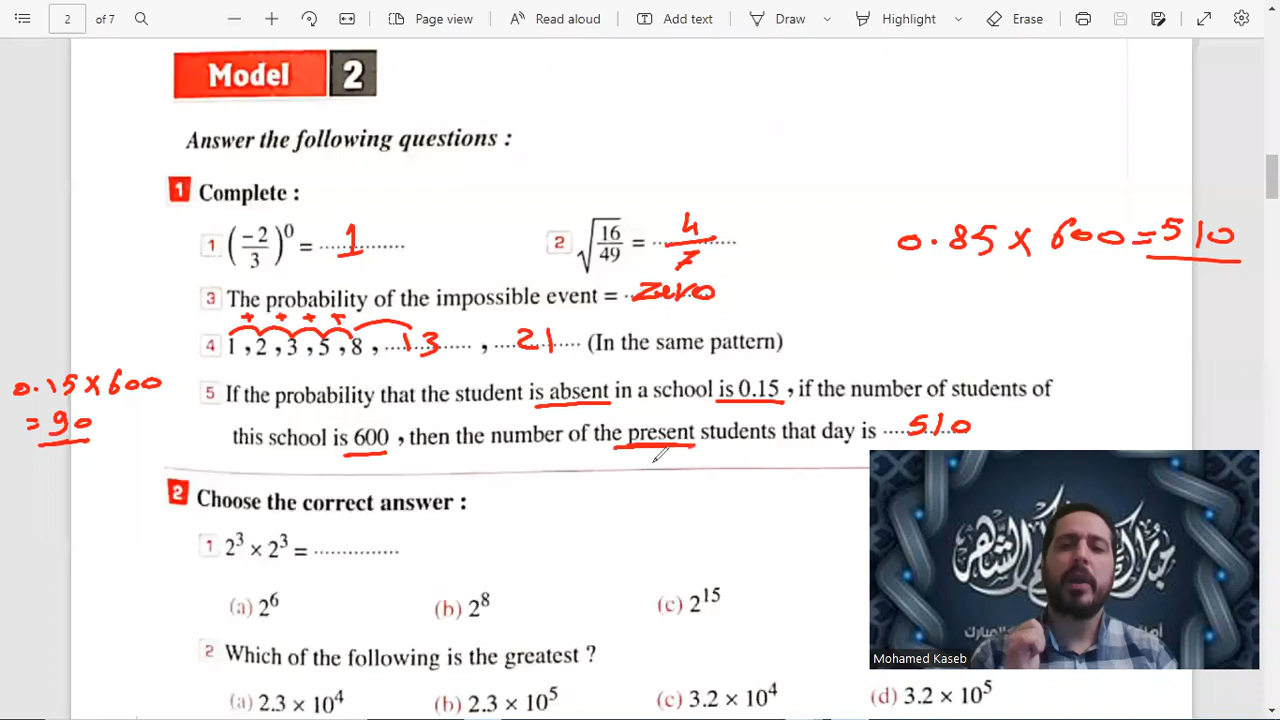 2 of 7 Page view Read aloud Add text Draw Highlight Erase
Model 2
Answer the following questions :
1 Complete :
1 (-2/3)^0 = ...1...
2 √(16/49) = ...4/7...
0.85 × 600 = 510
3 The probability of the impossible event = ...zero
+ + + +
4 1 , 2 , 3 , 5 , 8 , ...13... , ...21... (In the same pattern)
0.15 × 600
= 90
5 If the probability that the student is absent in a school is 0.15 , if the number of students of
this school is 600 , then the number of the present students that day is ...510
2 Choose the correct answer :
1 2^3 × 2^3 = ...............
(a) 2^6 (b) 2^8 (c) 2^15
2 Which of the following is the greatest ?
(a) 2.3 × 10^4 (b) 2.3 × 10^5 (c) 3.2 × 10^4 (d) 3.2 × 10^5
مبارك عليكم الشهر
Mohamed Kaseb